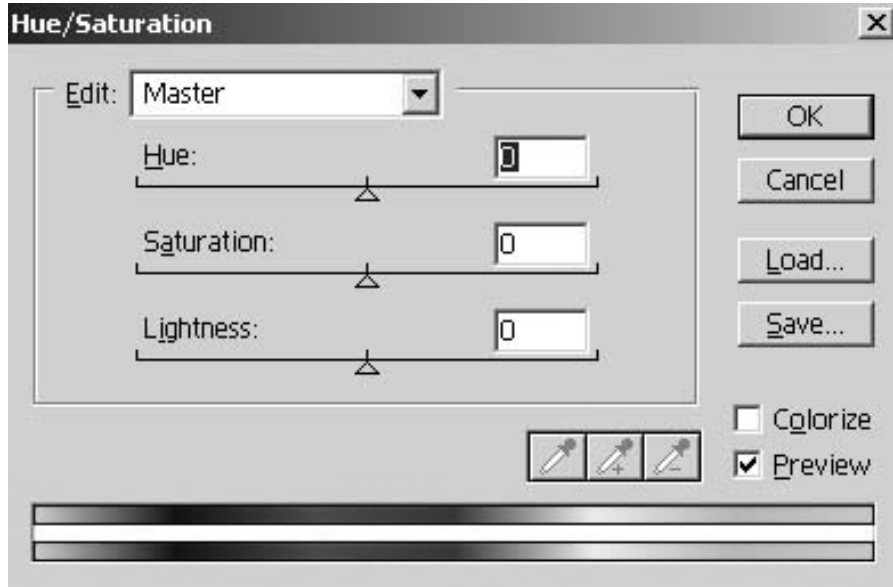 Hue/Saturation
Edit: Master
Hue: 0
Saturation: 0
Lightness: 0
OK
Cancel
Load...
Save...
Colorize
Preview